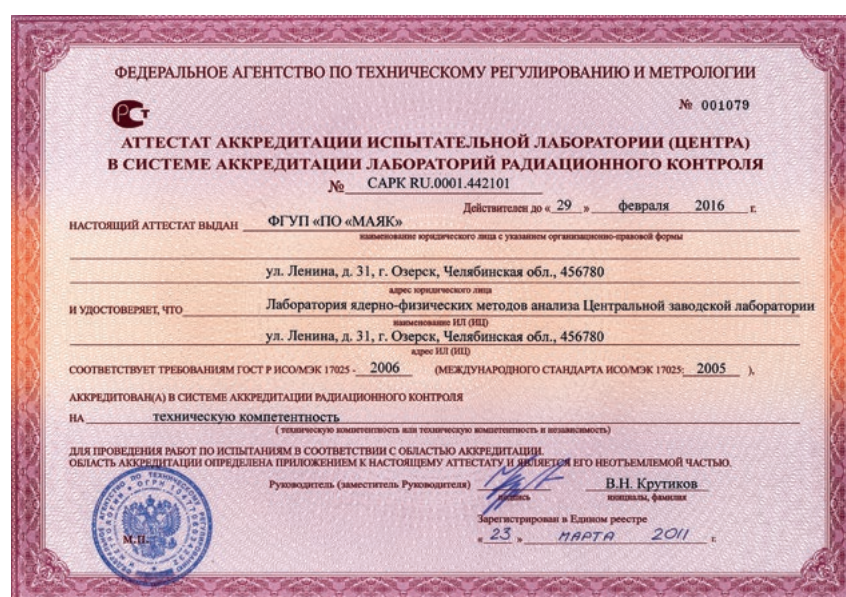 ФЕДЕРАЛЬНОЕ АГЕНТСТВО ПО ТЕХНИЧЕСКОМУ РЕГУЛИРОВАНИЮ И МЕТРОЛОГИИ
№ 001079
РСТ
АТТЕСТАТ АККРЕДИТАЦИИ ИСПЫТАТЕЛЬНОЙ ЛАБОРАТОРИИ (ЦЕНТРА)
В СИСТЕМЕ АККРЕДИТАЦИИ ЛАБОРАТОРИЙ РАДИАЦИОННОГО КОНТРОЛЯ
№ САРК RU.0001.442101
Действителен до « 29 » февраля 2016 г.
НАСТОЯЩИЙ АТТЕСТАТ ВЫДАН ФГУП «ПО «МАЯК»
наименование юридического лица с указанием организационно-правовой формы
ул. Ленина, д. 31, г. Озерск, Челябинская обл., 456780
адрес юридического лица
И УДОСТОВЕРЯЕТ, ЧТО Лаборатория ядерно-физических методов анализа Центральной заводской лаборатории
наименование ИЛ (ИЦ)
ул. Ленина, д. 31, г. Озерск, Челябинская обл., 456780
адрес ИЛ (ИЦ)
СООТВЕТСТВУЕТ ТРЕБОВАНИЯМ ГОСТ Р ИСО/МЭК 17025 - 2006 (МЕЖДУНАРОДНОГО СТАНДАРТА ИСО/МЭК 17025: 2005 ),
АККРЕДИТОВАН(А) В СИСТЕМЕ АККРЕДИТАЦИИ РАДИАЦИОННОГО КОНТРОЛЯ
НА техническую компетентность
( техническую компетентность или техническую компетентность и независимость)
ДЛЯ ПРОВЕДЕНИЯ РАБОТ ПО ИСПЫТАНИЯМ В СООТВЕТСТВИИ С ОБЛАСТЬЮ АККРЕДИТАЦИИ.
ОБЛАСТЬ АККРЕДИТАЦИИ ОПРЕДЕЛЕНА ПРИЛОЖЕНИЕМ К НАСТОЯЩЕМУ АТТЕСТАТУ И ЯВЛЯЕТСЯ ЕГО НЕОТЪЕМЛЕМОЙ ЧАСТЬЮ.
Руководитель (заместитель Руководителя) В.Н. Крутиков
подпись инициалы, фамилия
М.П.
Зарегистрирован в Едином реестре
« 23 » МАРТА 2011 г.